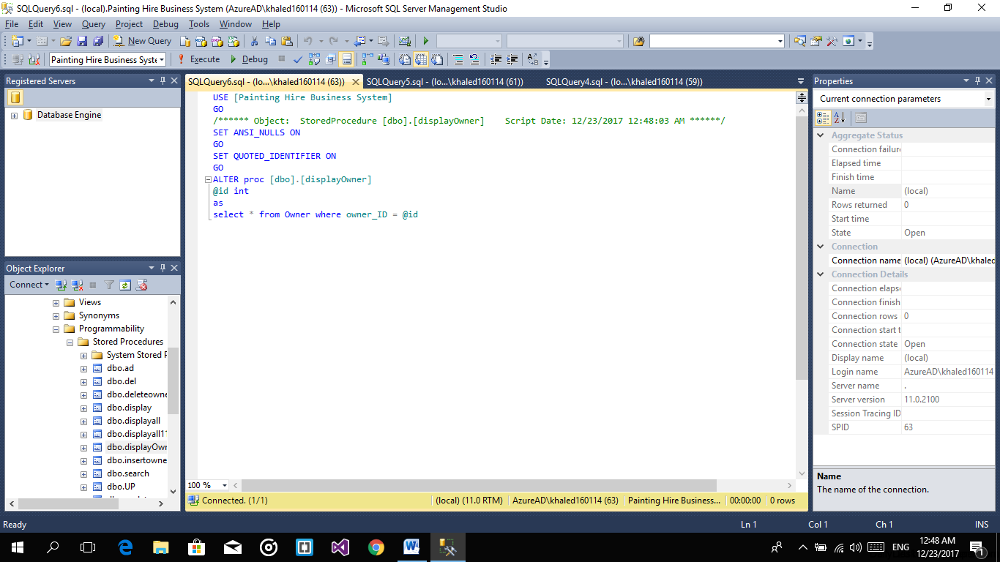 SQLQuery6.sql - (local).Painting Hire Business System (AzureAD\khaled160114 (63)) - Microsoft SQL Server Management Studio
File Edit View Query Project Debug Tools Window Help
New Query
Painting Hire Business Syste Execute Debug
Registered Servers
Database Engine
Object Explorer
Connect
Views
Synonyms
Programmability
Stored Procedures
System Stored P
dbo.ad
dbo.del
dbo.deleteowne
dbo.display
dbo.displayall
dbo.displayall1
dbo.displayOwn
dbo.insertowne
dbo.search
dbo.UP
SQLQuery6.sql - (lo...\khaled160114 (63)) SQLQuery5.sql - (lo...\khaled160114 (61)) SQLQuery4.sql - (lo...\khaled160114 (59))
USE [Painting Hire Business System]
GO
/****** Object:  StoredProcedure [dbo].[displayOwner]    Script Date: 12/23/2017 12:48:03 AM ******/
SET ANSI_NULLS ON
GO
SET QUOTED_IDENTIFIER ON
GO
ALTER proc [dbo].[displayOwner]
@id int
as
select * from Owner where owner_ID = @id
100 %
Connected. (1/1) (local) (11.0 RTM) AzureAD\khaled160114 (63) Painting Hire Business... 00:00:00 0 rows
Properties
Current connection parameters
Aggregate Status
Connection failure
Elapsed time
Finish time
Name (local)
Rows returned 0
Start time
State Open
Connection
Connection name (local) (AzureAD\khaled
Connection Details
Connection elapse
Connection finish
Connection rows 0
Connection start t
Connection state Open
Display name (local)
Login name AzureAD\khaled160114
Server name .
Server version 11.0.2100
Session Tracing ID
SPID 63
Name
The name of the connection.
Ready Ln 1 Col 1 Ch 1 INS
ENG 12:48 AM
12/23/2017
1